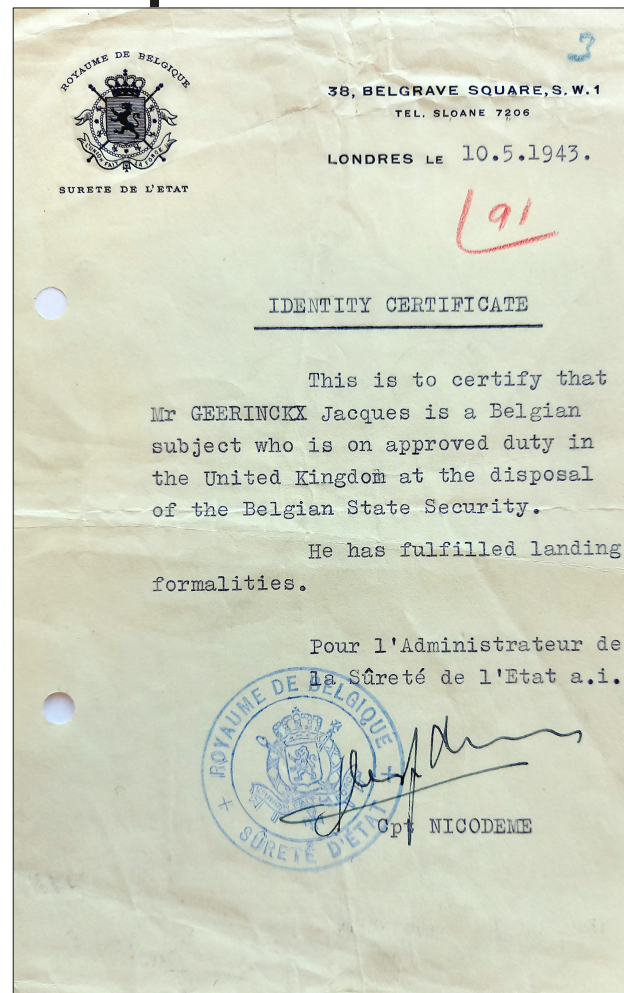 3
ROYAUME DE BELGIQUE
L'UNION FAIT LA FORCE
SURETE DE L'ETAT
38, BELGRAVE SQUARE, S.W.1
TEL. SLOANE 7206
LONDRES LE 10.5.1943.
91
IDENTITY CERTIFICATE
This is to certify that
Mr GEERINCKX Jacques is a Belgian
subject who is on approved duty in
the United Kingdom at the disposal
of the Belgian State Security.
He has fulfilled landing
formalities.
Pour l'Administrateur de
la Sûreté de l'Etat a.i.
ROYAUME DE BELGIQUE
SÛRETÉ D'ÉTAT
Cpt NICODEME